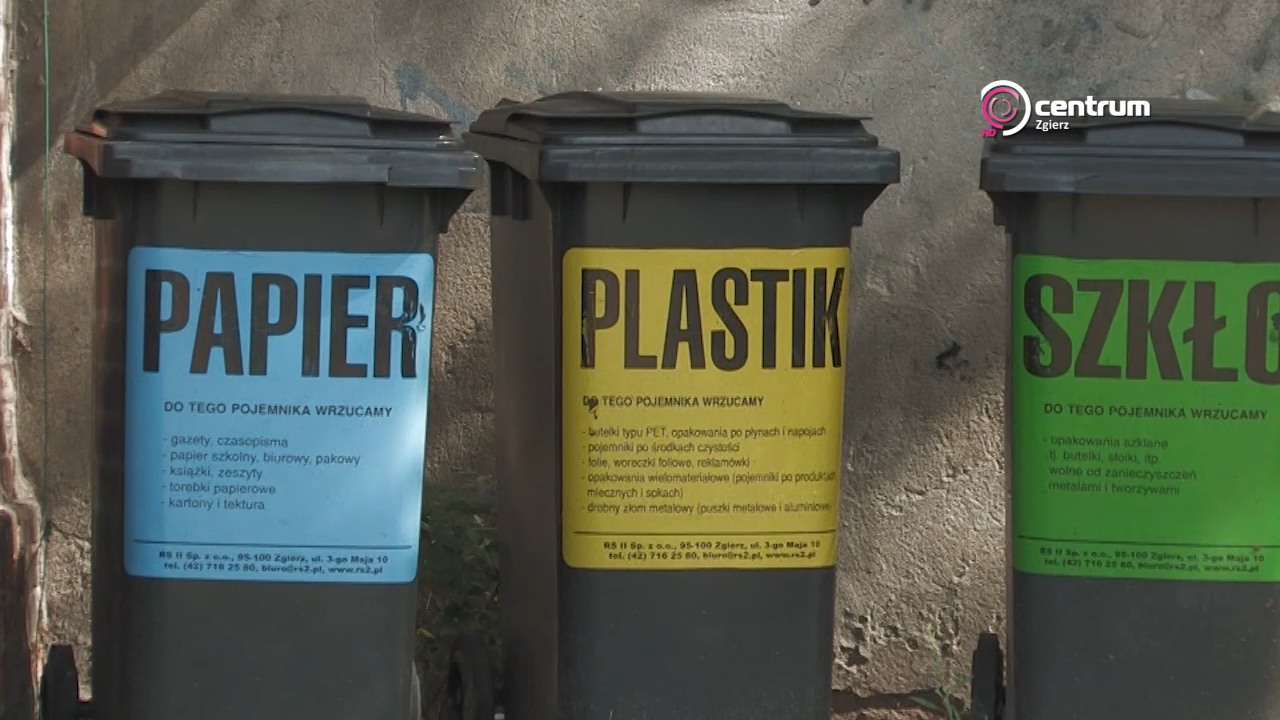 centrum
Zgierz
HD
PAPIER
DO TEGO POJEMNIKA WRZUCAMY
- gazety, czasopisma
- papier szkolny, biurowy, pakowy
- książki, zeszyty
- torebki papierowe
- kartony i tektura
RS II Sp. z o.o., 95-100 Zgierz, ul. 3-go Maja 10
tel. (42) 716 25 80, biuro@rs2.pl, www.rs2.pl
PLASTIK
DO TEGO POJEMNIKA WRZUCAMY
- butelki typu PET, opakowania po płynach i napojach
- pojemniki po środkach czystości
- folie, woreczki foliowe, reklamówki
- opakowania wielomateriałowe (pojemniki po produktach
mlecznych i sokach)
- drobny złom metalowy (puszki metalowe i aluminiowe
RS II Sp. z o.o., 95-100 Zgierz, ul. 3-go Maja 10
tel. (42) 716 25 80, biuro@rs2.pl, www.rs2.pl
SZKŁO
DO TEGO POJEMNIKA WRZUCAMY
- opakowania szklane
tj. butelki, słoiki, itp.
wolne od zanieczyszczeń
metalami i tworzywami
RS II Sp. z o.o., 95-100 Zgierz, ul. 3-go Maja 10
tel. (42) 716 25 80, biuro@rs2.pl, www.rs2.pl